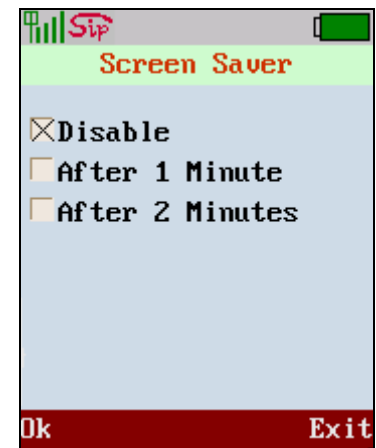 Sip
Screen Saver
Disable
After 1 Minute
After 2 Minutes
Ok Exit